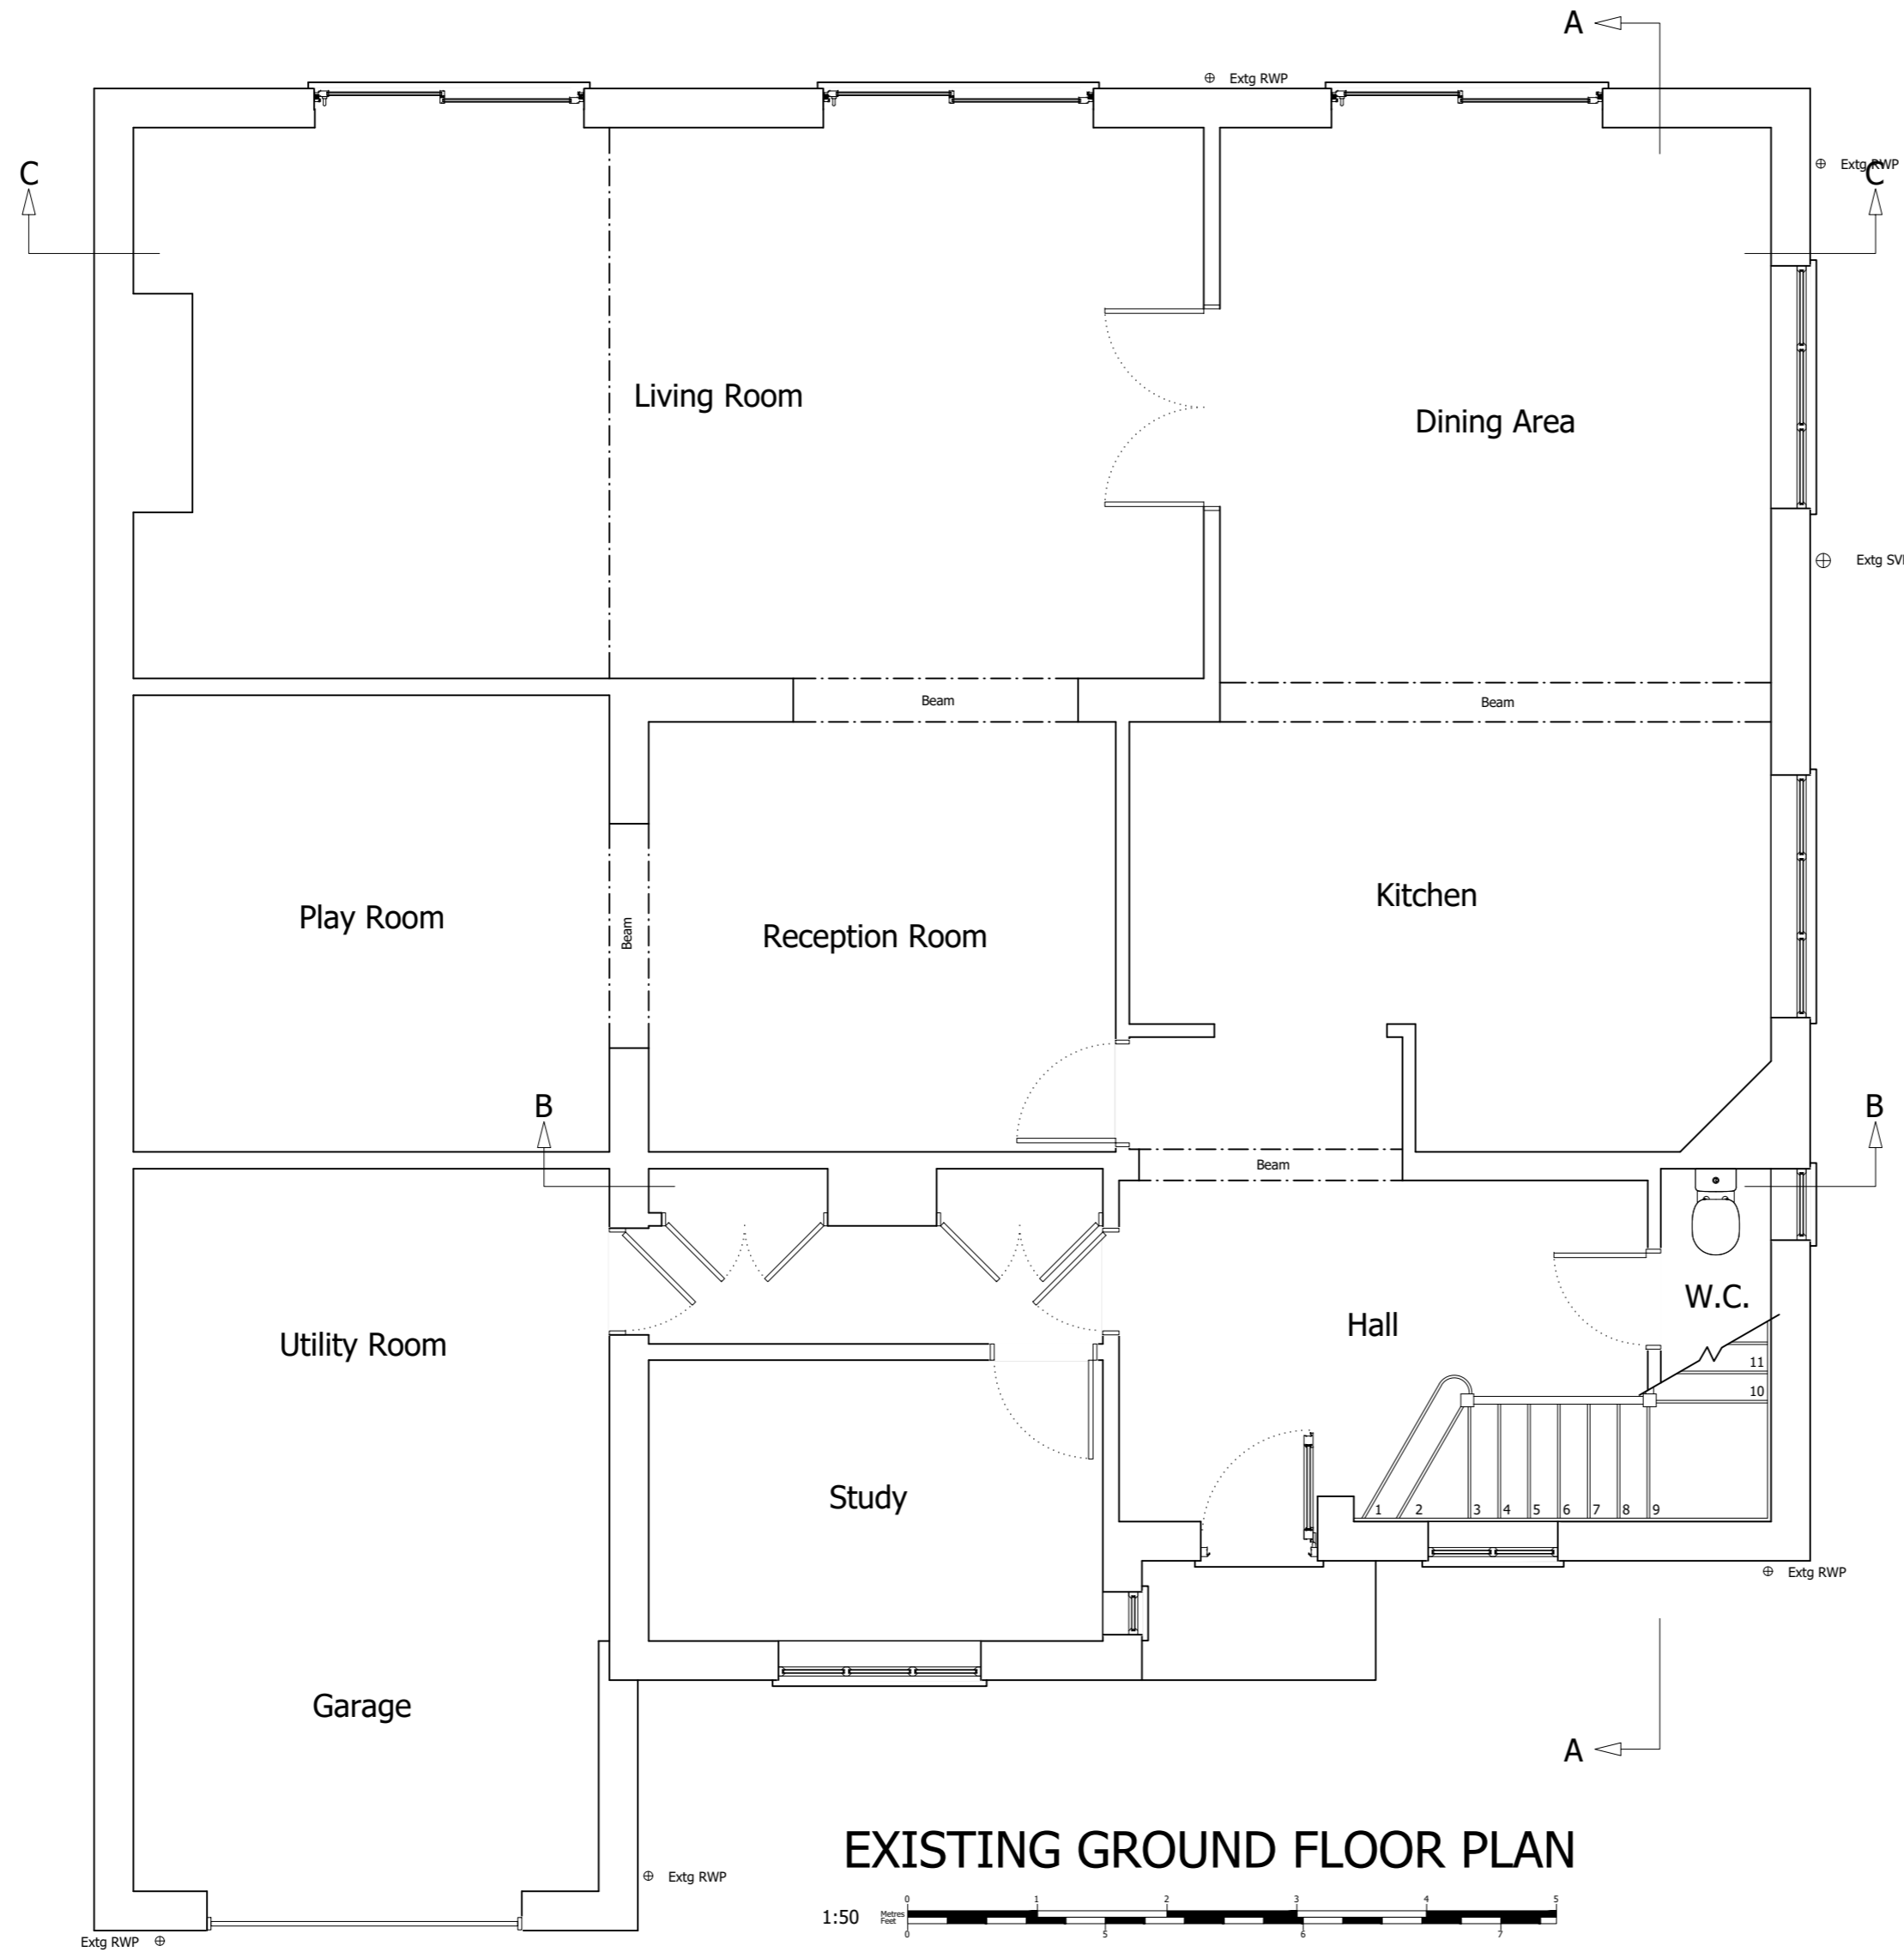 A
Extg RWP
Extg RWP
C
C
Living Room
Dining Area
Extg SV
Beam
Beam
Play Room
Beam
Reception Room
Kitchen
B
B
Beam
Utility Room
Hall
W.C.
11
10
Study
1 2 3 4 5 6 7 8 9
Extg RWP
Garage
A
EXISTING GROUND FLOOR PLAN
Extg RWP
1:50
Metres
Feet
0 1 2 3 4 5
0 5 6 7
Extg RWP